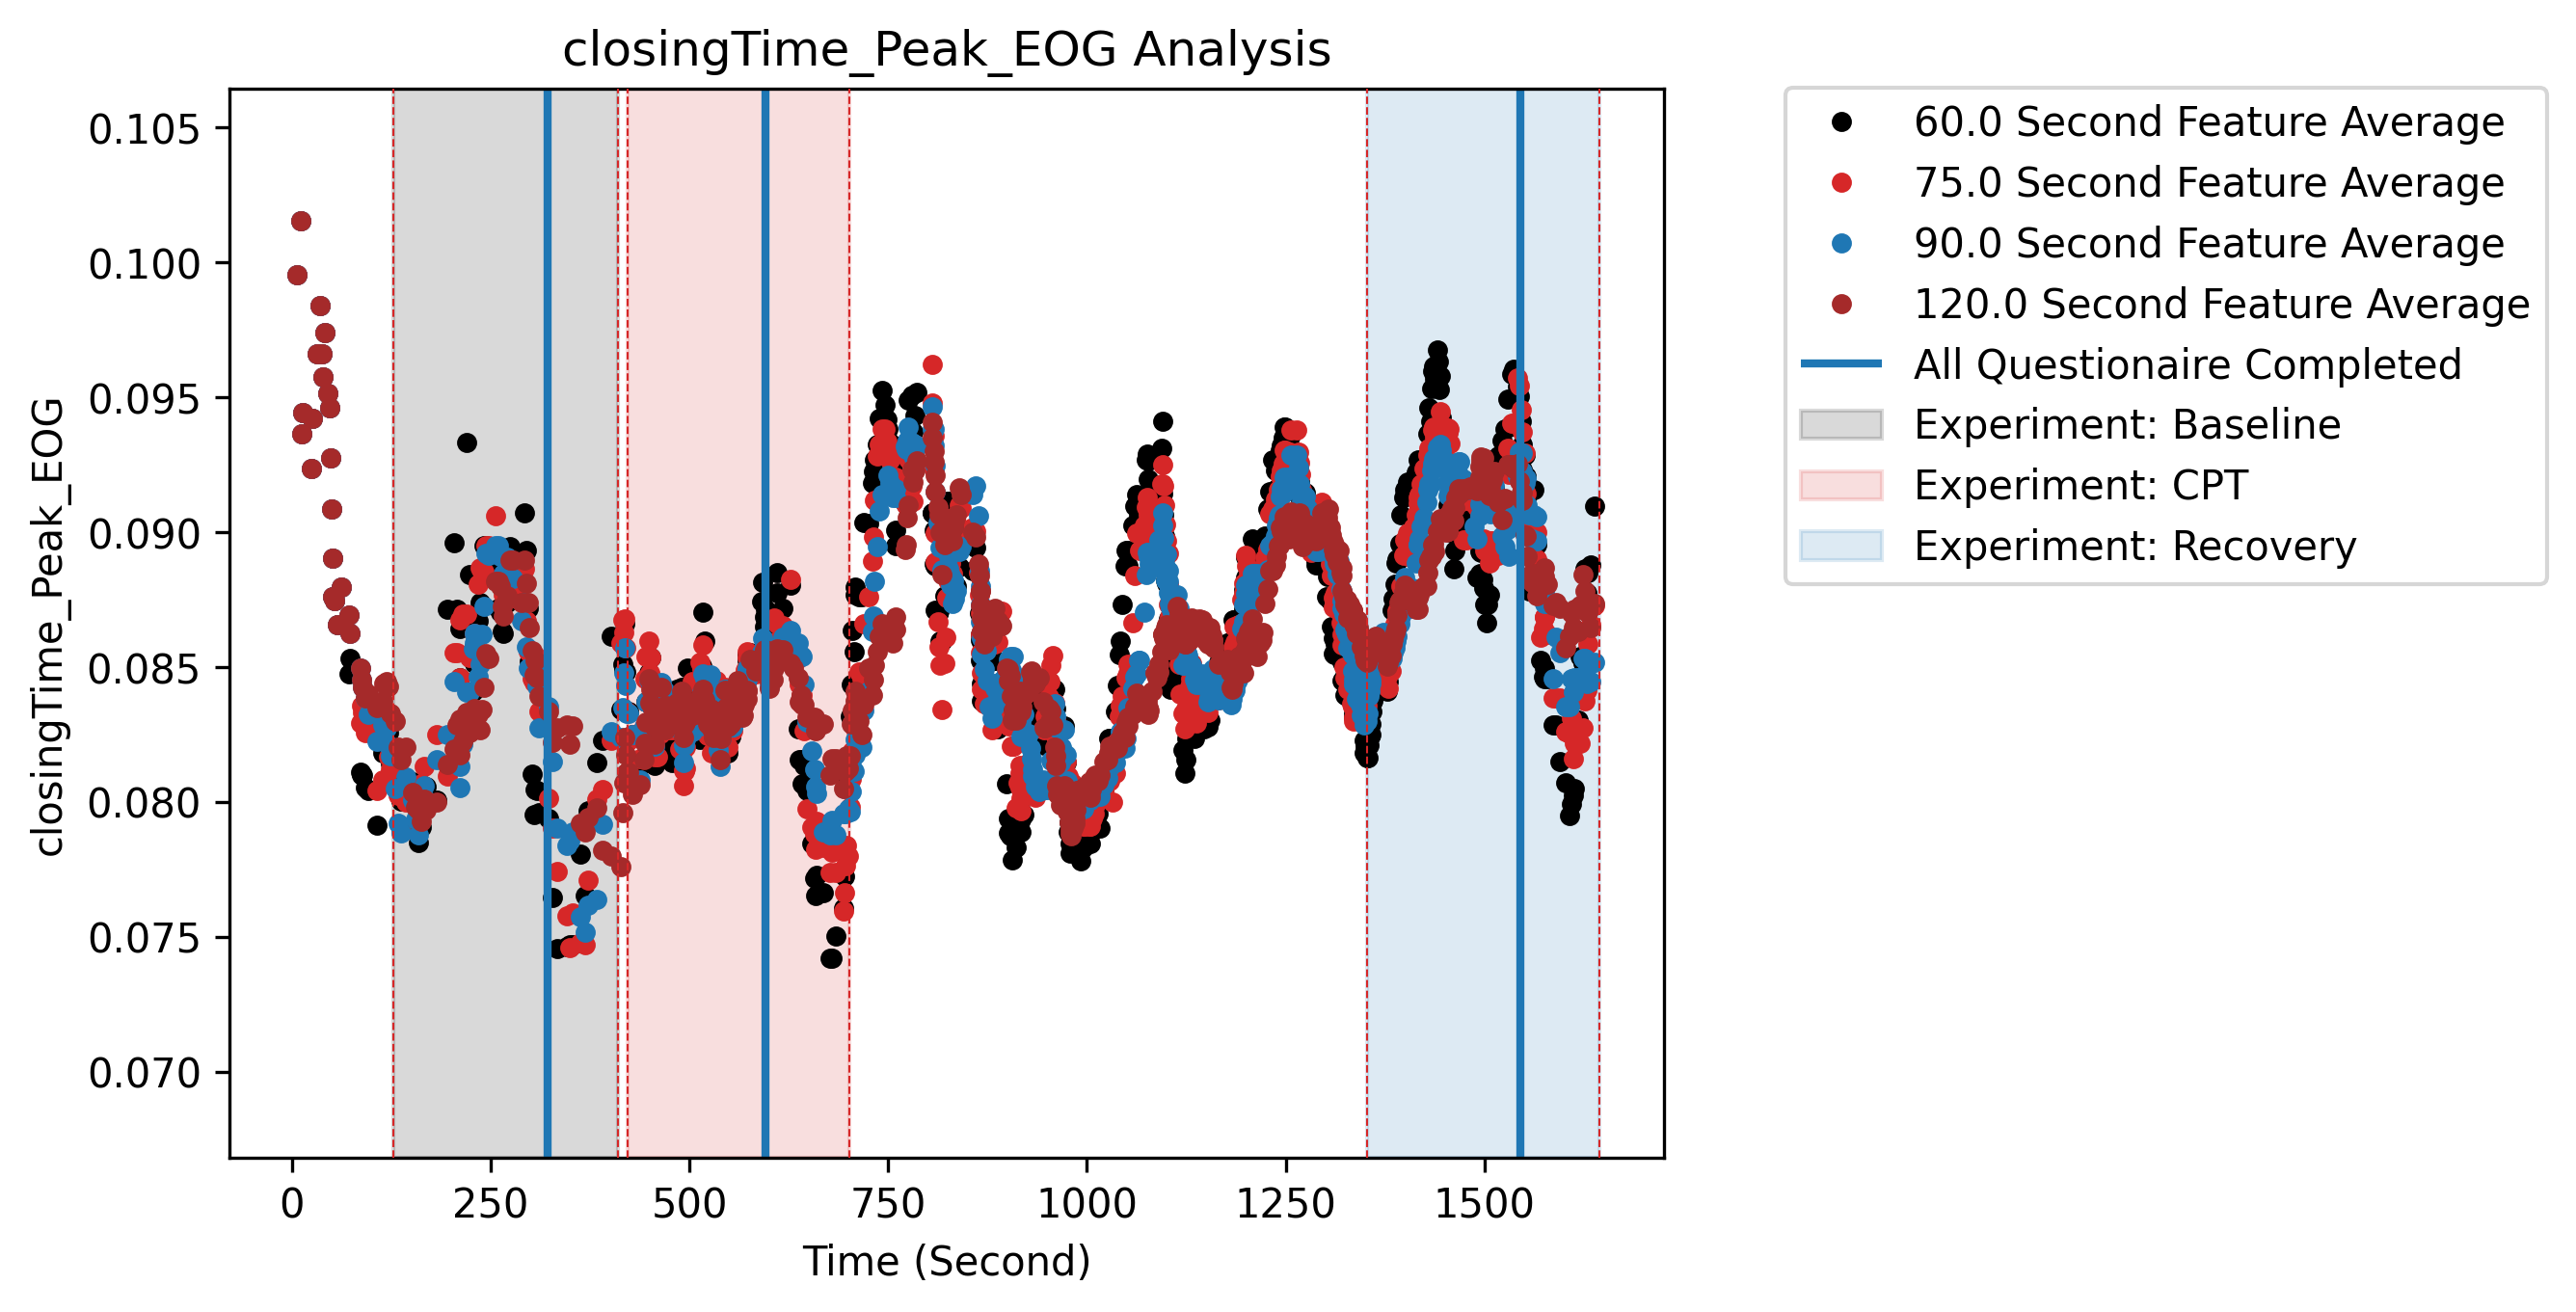 closingTime_Peak_EOG Analysis
closingTime_Peak_EOG
0.105
0.100
0.095
0.090
0.085
0.080
0.075
0.070
0
250
500
750
1000
1250
1500
Time (Second)
60.0 Second Feature Average
75.0 Second Feature Average
90.0 Second Feature Average
120.0 Second Feature Average
All Questionaire Completed
Experiment: Baseline
Experiment: CPT
Experiment: Recovery